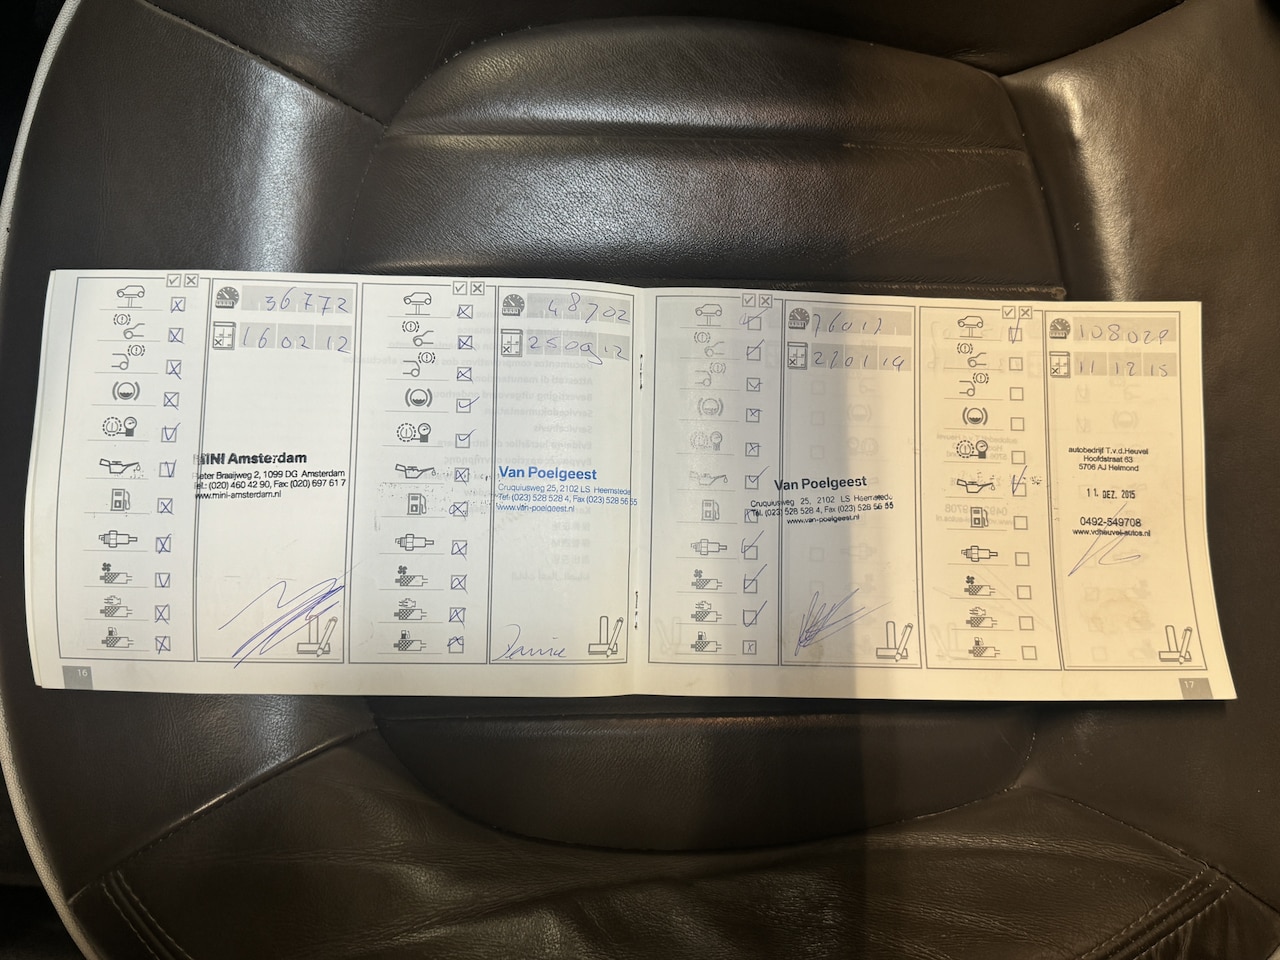 36772
16 02 12
MINI Amsterdam
Pieter Braaijweg 2, 1099 DG Amsterdam
Tel.: (020) 460 42 90, Fax: (020) 697 61 7
www.mini-amsterdam.nl
16
48702
25 09 12
Van Poelgeest
Cruquiusweg 25, 2102 LS Heemstede
Tel. (023) 528 528 4, Fax (023) 528 56 55
www.van-poelgeest.nl
22 01 14
Van Poelgeest
Cruquiusweg 25, 2102 LS Heemstede
Tel. (023) 528 528 4, Fax (023) 528 56 55
www.van-poelgeest.nl
108029
11 12 15
autobedrijf T.v.d.Heuvel
Hoofdstraat 63
5706 AJ Helmond
11. DEZ. 2015
0492-549708
www.vdheuvel-autos.nl
17